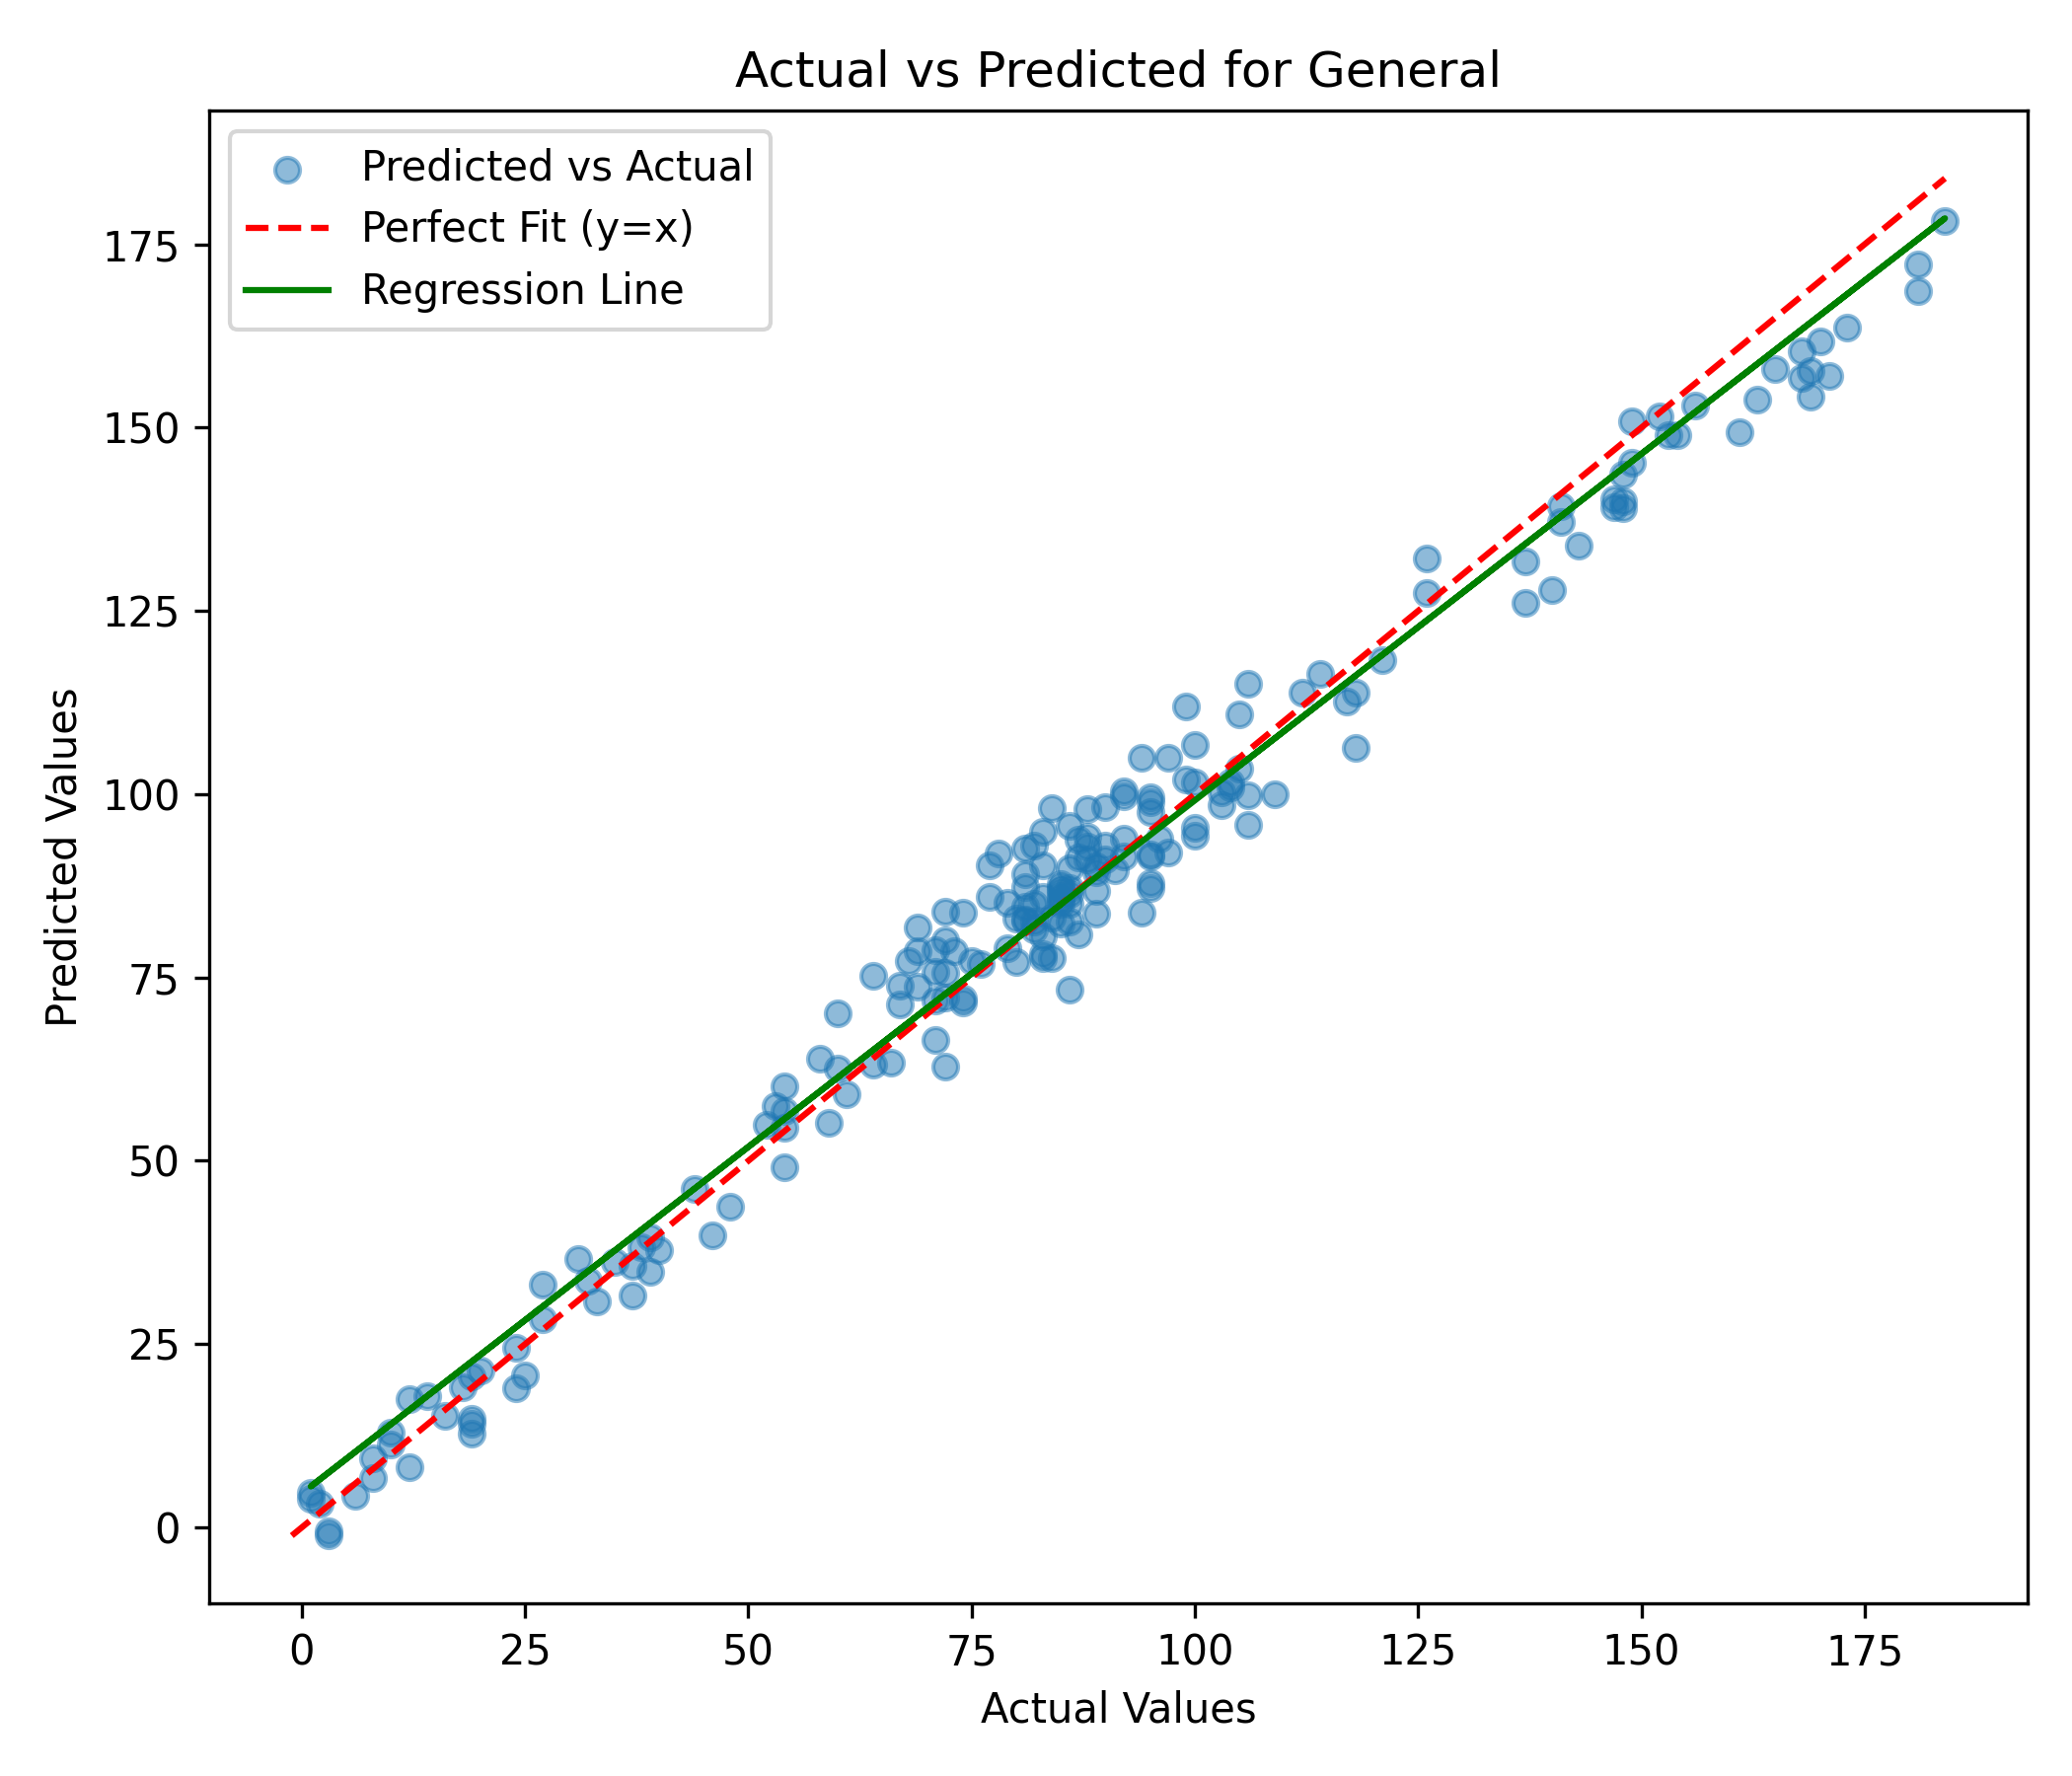 Actual vs Predicted for General
Predicted vs Actual
Perfect Fit (y=x)
Regression Line
175
150
125
100
75
50
25
0
Predicted Values
0 25 50 75 100 125 150 175
Actual Values